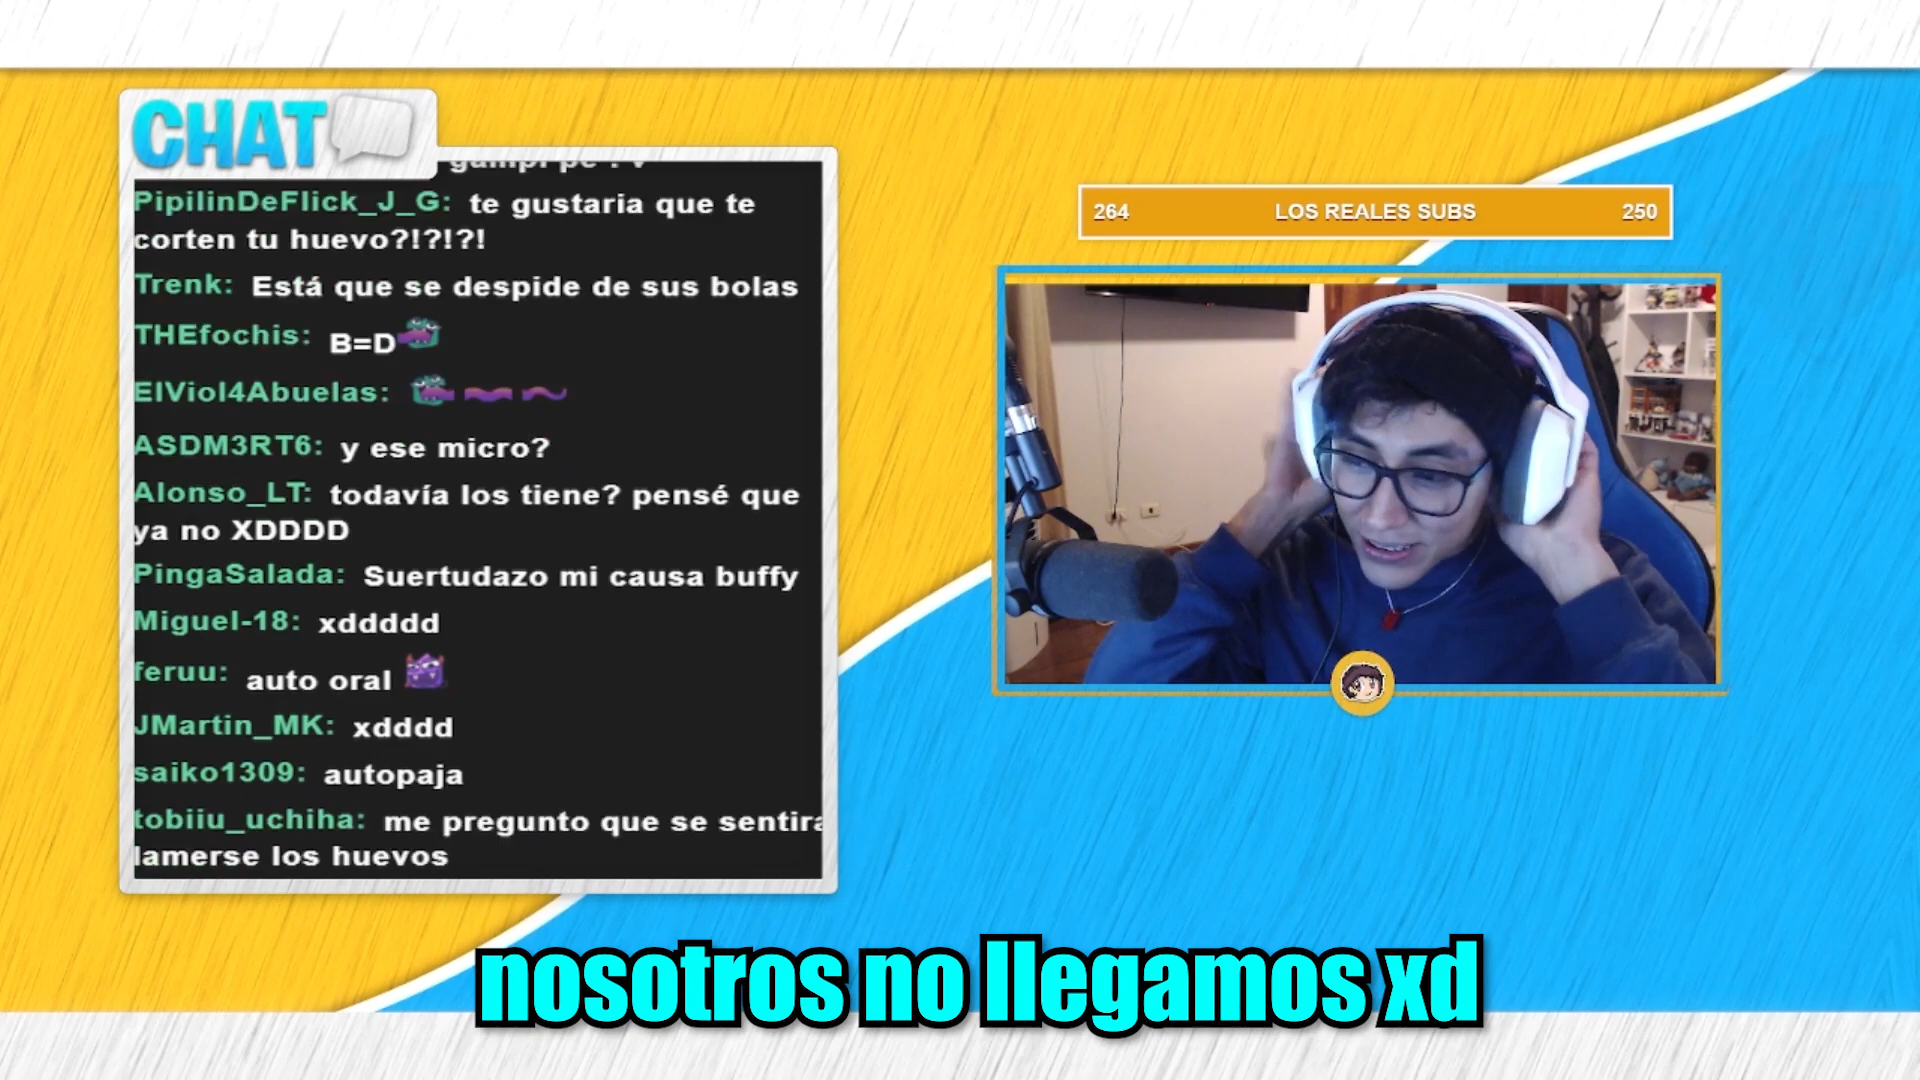 CHAT
PipilinDeFlick_J_G: te gustaria que te
corten tu huevo?!?!?!
Trenk: Está que se despide de sus bolas
THEfochis: B=D
ElViol4Abuelas:
ASDM3RT6: y ese micro?
Alonso_LT: todavía los tiene? pensé que
ya no XDDDD
PingaSalada: Suertudazo mi causa buffy
Miguel-18: xddddd
feruu: auto oral
JMartin_MK: xdddd
saiko1309: autopaja
tobiiu_uchiha: me pregunto que se sentira
lamerse los huevos
264 LOS REALES SUBS 250
nosotros no llegamos xd